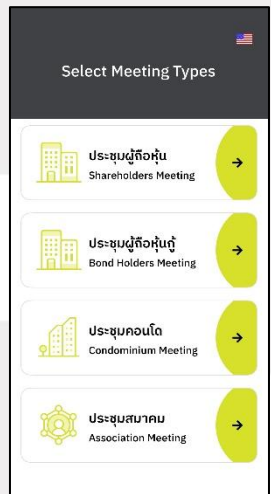 Select Meeting Types
ประชุมผู้ถือหุ้น
Shareholders Meeting
ประชุมผู้ถือหุ้นกู้
Bond Holders Meeting
ประชุมคอนโด
Condominium Meeting
ประชุมสมาคม
Association Meeting